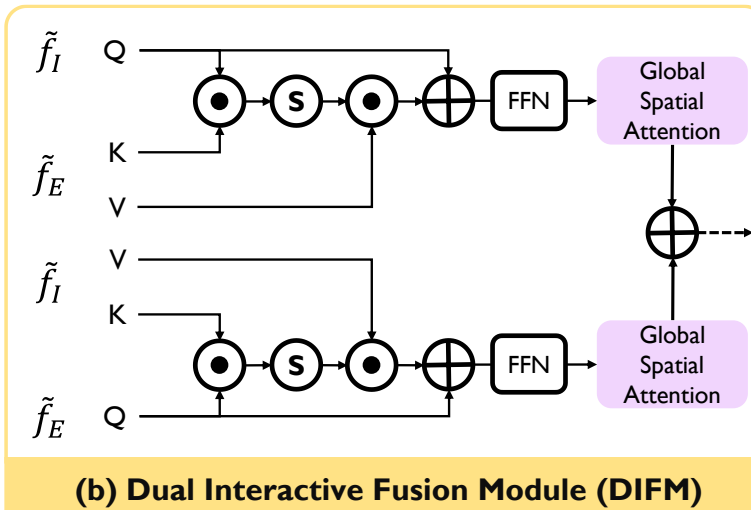 f̃_I Q
S FFN Global
Spatial
Attention
K
f̃_E
V
V
f̃_I
K
S FFN Global
Spatial
Attention
f̃_E Q
(b) Dual Interactive Fusion Module (DIFM)